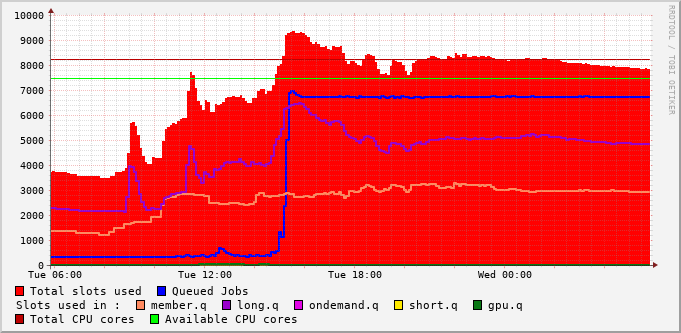 10000
9000
8000
7000
6000
5000
4000
3000
2000
1000
0
Tue 06:00 Tue 12:00 Tue 18:00 Wed 00:00
Total slots used Queued Jobs
Slots used in : member.q long.q ondemand.q short.q gpu.q
Total CPU cores Available CPU cores
RRDTOOL / TOBI OETIKER